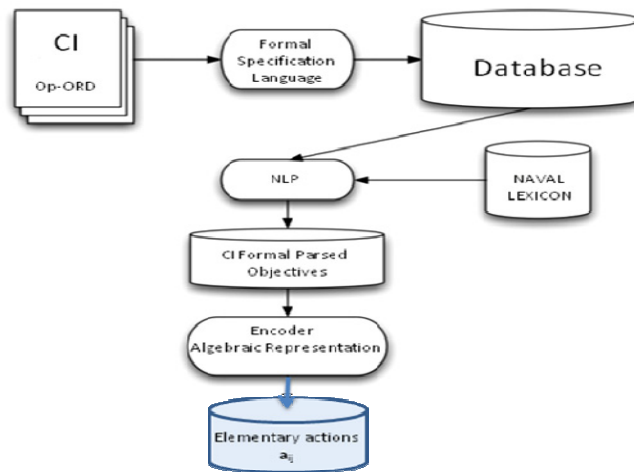 CI
Op-ORD
Formal
Specification
Language
Database
NLP
NAVAL
LEXICON
CI Formal Parsed
Objectives
Encoder
Algebraic Representation
Elementary actions
aij